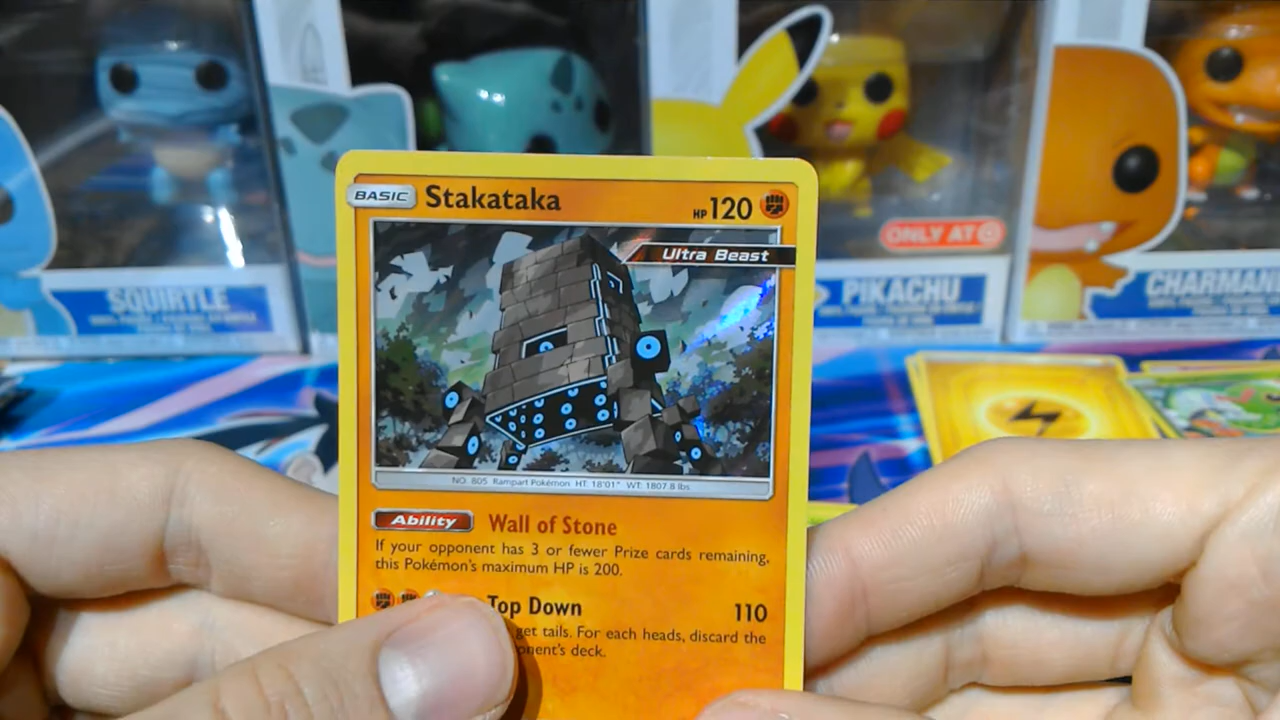 BASIC Stakataka HP 120
Ultra Beast
NO. 805 Rampart Pokémon HT: 18'01" WT: 1807.8 lbs
Ability Wall of Stone
If your opponent has 3 or fewer Prize cards remaining,
this Pokémon's maximum HP is 200.
Top Down 110
get tails. For each heads, discard the
deck.
SQUIRTLE
ONLY AT
PIKACHU